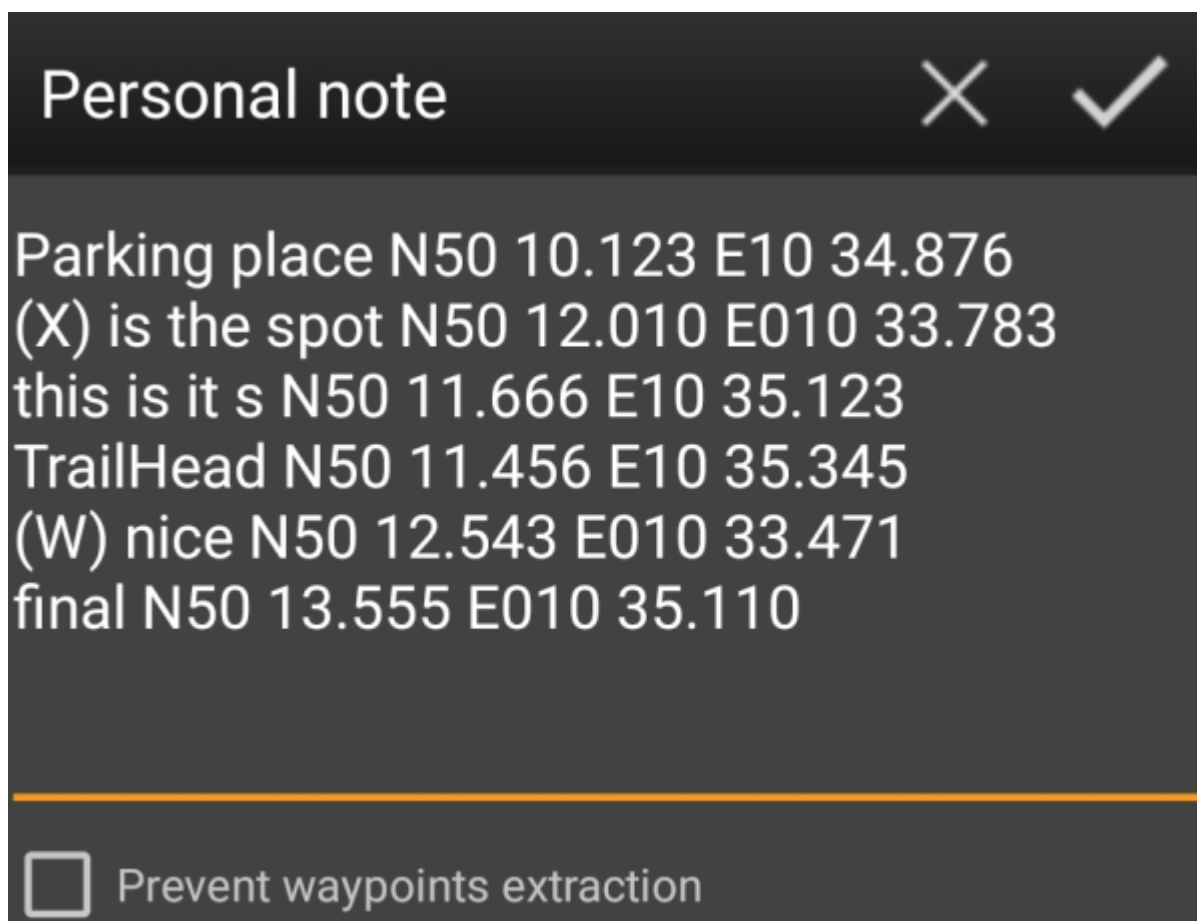 Personal note
Parking place N50 10.123 E10 34.876
(X) is the spot N50 12.010 E010 33.783
this is it s N50 11.666 E10 35.123
TrailHead N50 11.456 E10 35.345
(W) nice N50 12.543 E010 33.471
final N50 13.555 E010 35.110
Prevent waypoints extraction